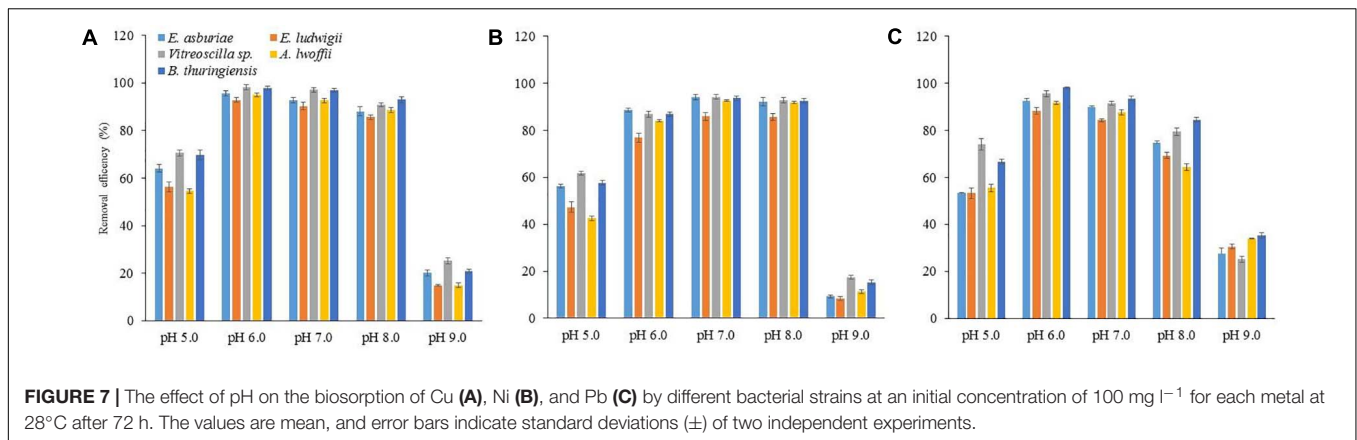 A
B
C
120
100
80
60
40
20
0
Removal efficency (%)
E. asburiae
E. ludwigii
Vitreoscilla sp.
A. lwoffii
B. thuringiensis
pH 5.0 pH 6.0 pH 7.0 pH 8.0 pH 9.0
120
100
80
60
40
20
0
pH 5.0 pH 6.0 pH 7.0 pH 8.0 pH 9.0
120
100
80
60
40
20
0
pH 5.0 pH 6.0 pH 7.0 pH 8.0 pH 9.0
FIGURE 7 | The effect of pH on the biosorption of Cu (A), Ni (B), and Pb (C) by different bacterial strains at an initial concentration of 100 mg l−1 for each metal at
28°C after 72 h. The values are mean, and error bars indicate standard deviations (±) of two independent experiments.